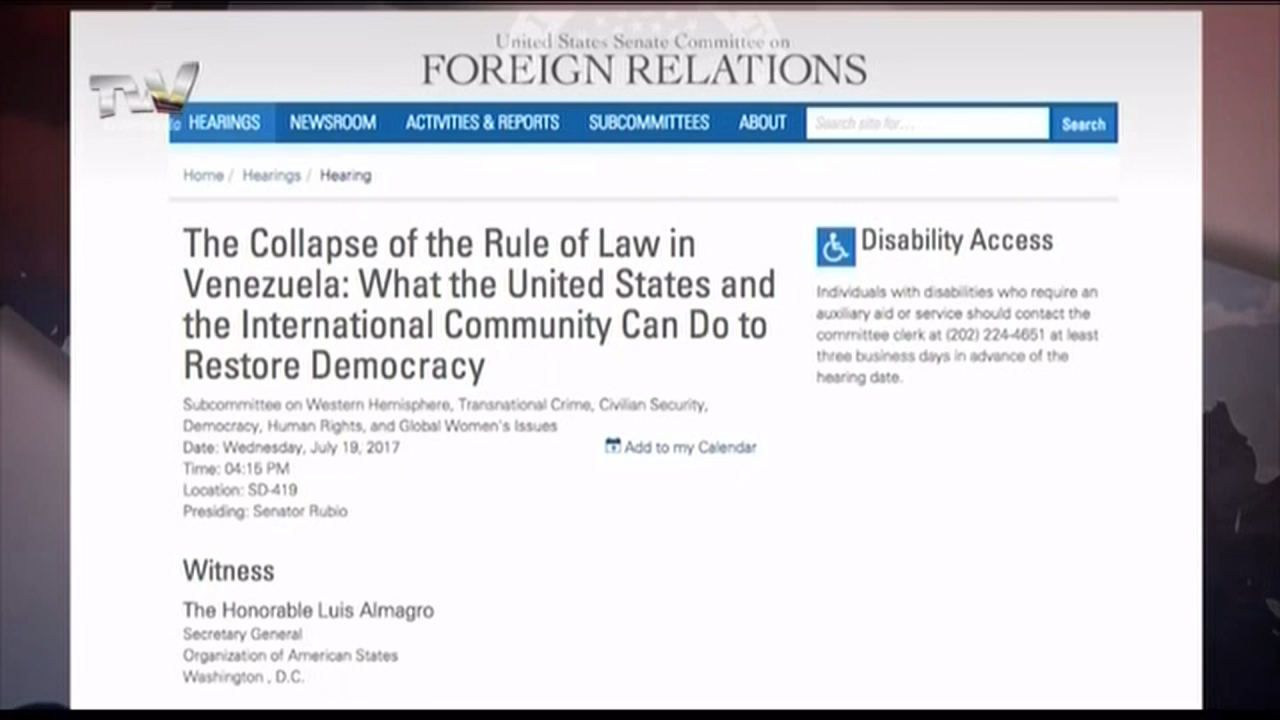 United States Senate Committee on
FOREIGN RELATIONS
TV
HEARINGS NEWSROOM ACTIVITIES & REPORTS SUBCOMMITTEES ABOUT Search site for... Search
Home / Hearings / Hearing
The Collapse of the Rule of Law in
Venezuela: What the United States and
the International Community Can Do to
Restore Democracy
Subcommittee on Western Hemisphere, Transnational Crime, Civilian Security,
Democracy, Human Rights, and Global Women's Issues
Date: Wednesday, July 19, 2017
Add to my Calendar
Time: 04:15 PM
Location: SD-419
Presiding: Senator Rubio
Witness
The Honorable Luis Almagro
Secretary General
Organization of American States
Washington , D.C.
Disability Access
Individuals with disabilities who require an
auxiliary aid or service should contact the
committee clerk at (202) 224-4651 at least
three business days in advance of the
hearing date.